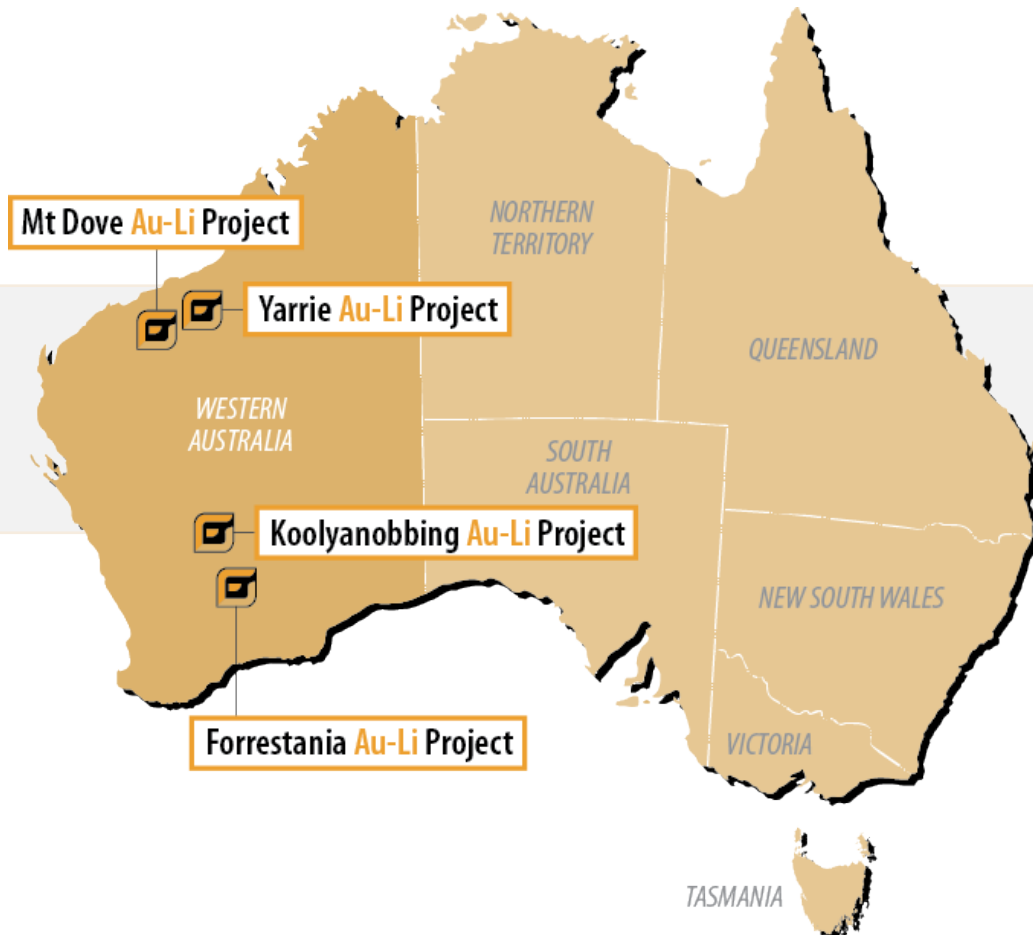 Mt Dove Au-Li Project
NORTHERN
TERRITORY
Yarrie Au-Li Project
QUEENSLAND
WESTERN
AUSTRALIA
SOUTH
AUSTRALIA
Koolyanobbing Au-Li Project
NEW SOUTH WALES
Forrestania Au-Li Project
VICTORIA
TASMANIA